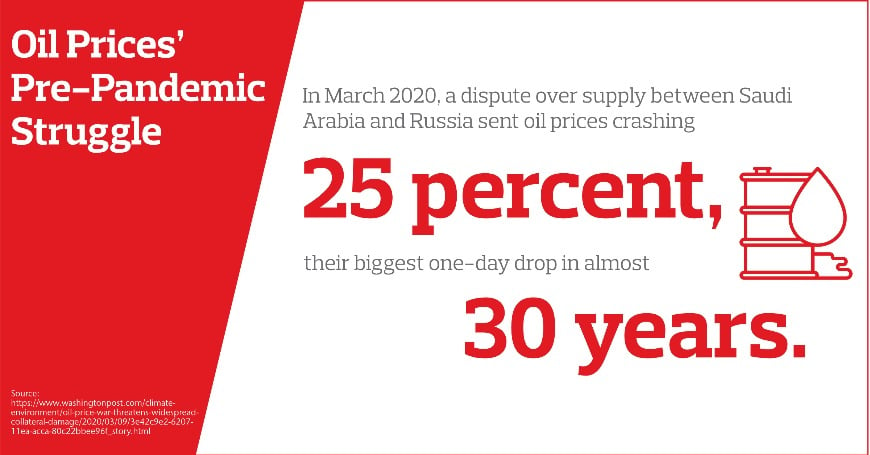 Oil Prices’
Pre-Pandemic
Struggle
In March 2020, a dispute over supply between Saudi
Arabia and Russia sent oil prices crashing
25 percent,
their biggest one-day drop in almost
30 years.
Source:
https://www.washingtonpost.com/climate-
environment/oil-price-war-threatens-widespread-
collateral-damage/2020/03/09/3e42c9e2-6207-
11ea-acca-80c22bbee96f_story.html